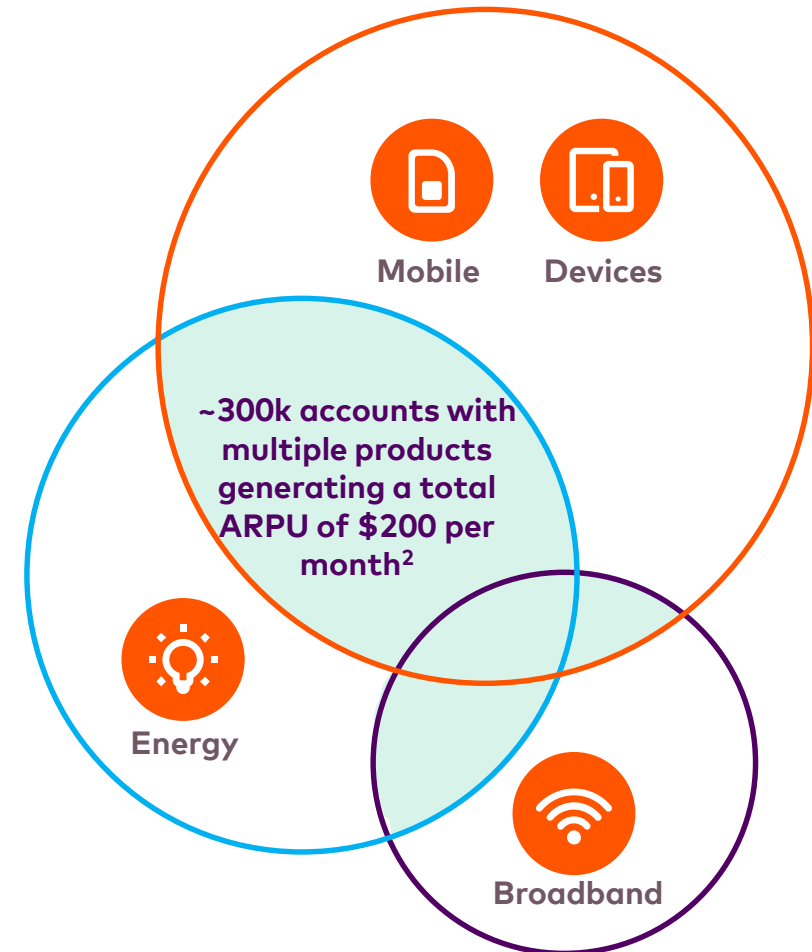 Mobile
Devices
~300k accounts with
multiple products
generating a total
ARPU of $200 per
month²
Energy
Broadband